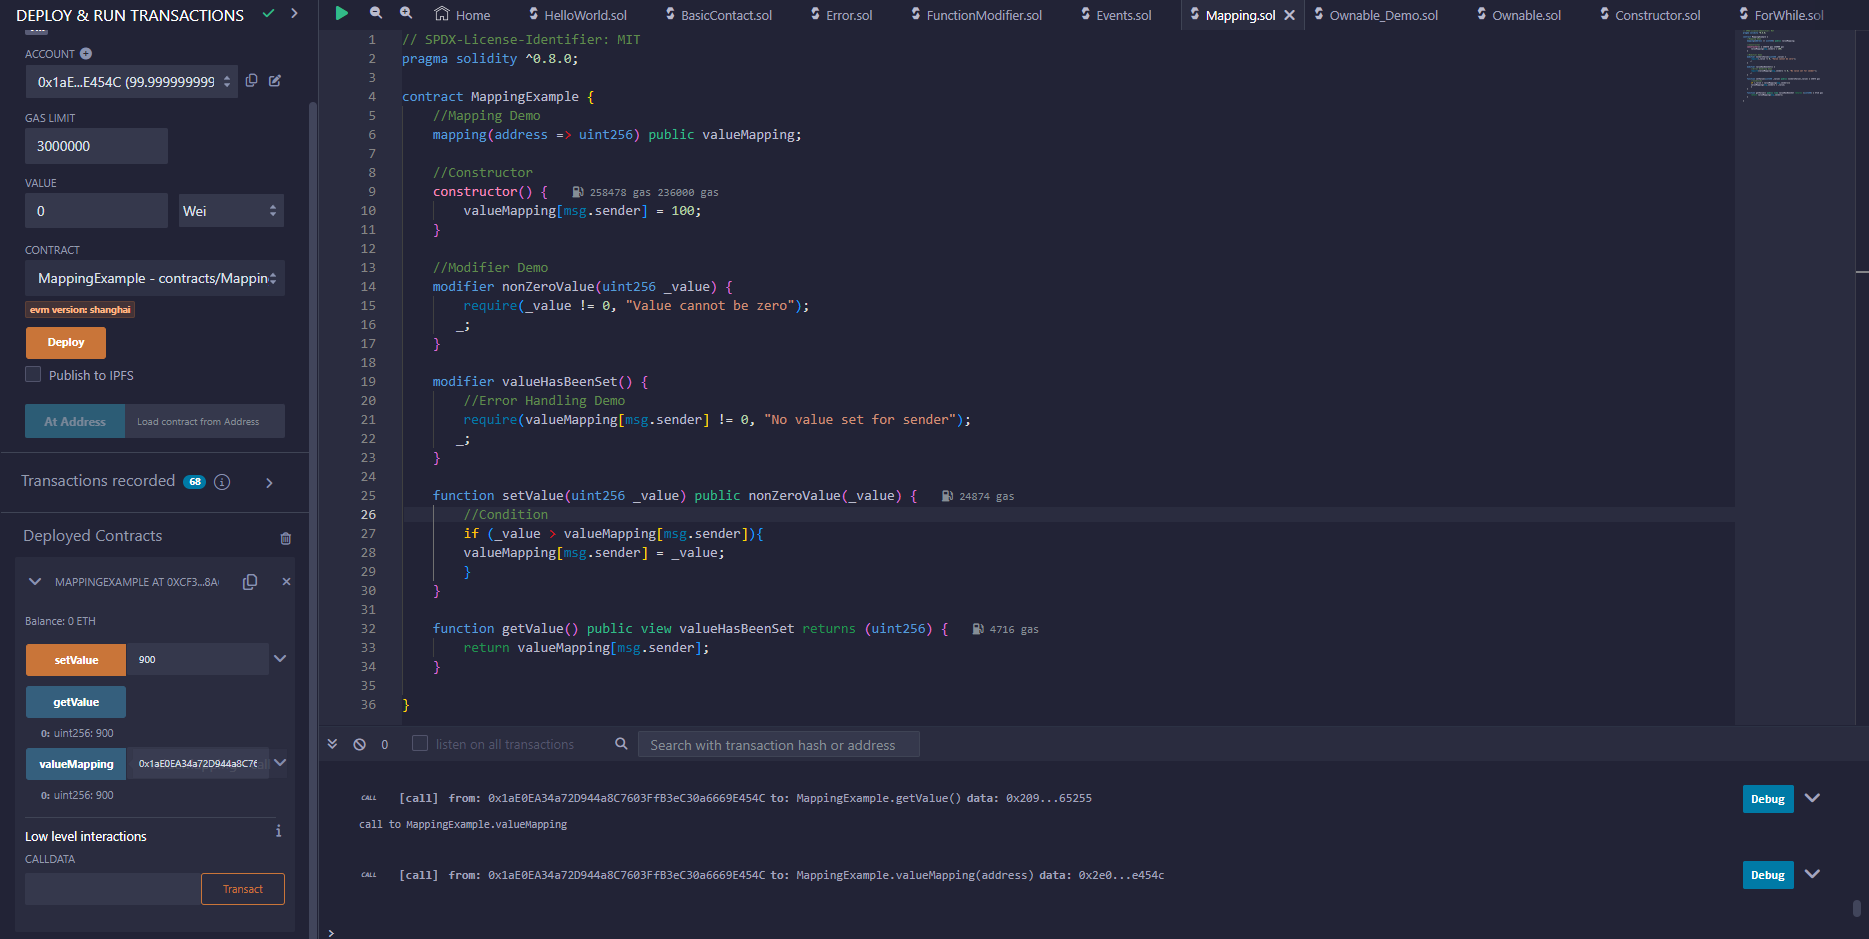 DEPLOY & RUN TRANSACTIONS
ACCOUNT
0x1aE...E454C (99.9999999999
GAS LIMIT
3000000
VALUE
0
Wei
CONTRACT
MappingExample - contracts/Mappin
evm version: shanghai
Deploy
Publish to IPFS
At Address
Load contract from Address
Transactions recorded 68
Deployed Contracts
MAPPINGEXAMPLE AT 0XCF3...8A
Balance: 0 ETH
setValue 900
getValue
0: uint256: 900
valueMapping 0x1aE0EA34a72D944a8C76
0: uint256: 900
Low level interactions
CALLDATA
Transact
Home HelloWorld.sol BasicContact.sol Error.sol FunctionModifier.sol Events.sol Mapping.sol Ownable_Demo.sol Ownable.sol Constructor.sol ForWhile.sol
1 // SPDX-License-Identifier: MIT
2 pragma solidity ^0.8.0;
3
4 contract MappingExample {
5 //Mapping Demo
6 mapping(address => uint256) public valueMapping;
7
8 //Constructor
9 constructor() { 258478 gas 236000 gas
10 valueMapping[msg.sender] = 100;
11 }
12
13 //Modifier Demo
14 modifier nonZeroValue(uint256 _value) {
15 require(_value != 0, "Value cannot be zero");
16 _;
17 }
18
19 modifier valueHasBeenSet() {
20 //Error Handling Demo
21 require(valueMapping[msg.sender] != 0, "No value set for sender");
22 _;
23 }
24
25 function setValue(uint256 _value) public nonZeroValue(_value) { 24874 gas
26 //Condition
27 if (_value > valueMapping[msg.sender]){
28 valueMapping[msg.sender] = _value;
29 }
30 }
31
32 function getValue() public view valueHasBeenSet returns (uint256) { 4716 gas
33 return valueMapping[msg.sender];
34 }
35
36 }
0
listen on all transactions
Search with transaction hash or address
CALL [call] from: 0x1aE0EA34a72D944a8C7603FfB3eC30a6669E454C to: MappingExample.getValue() data: 0x209...65255
Debug
call to MappingExample.valueMapping
CALL [call] from: 0x1aE0EA34a72D944a8C7603FfB3eC30a6669E454C to: MappingExample.valueMapping(address) data: 0x2e0...e454c
Debug
>